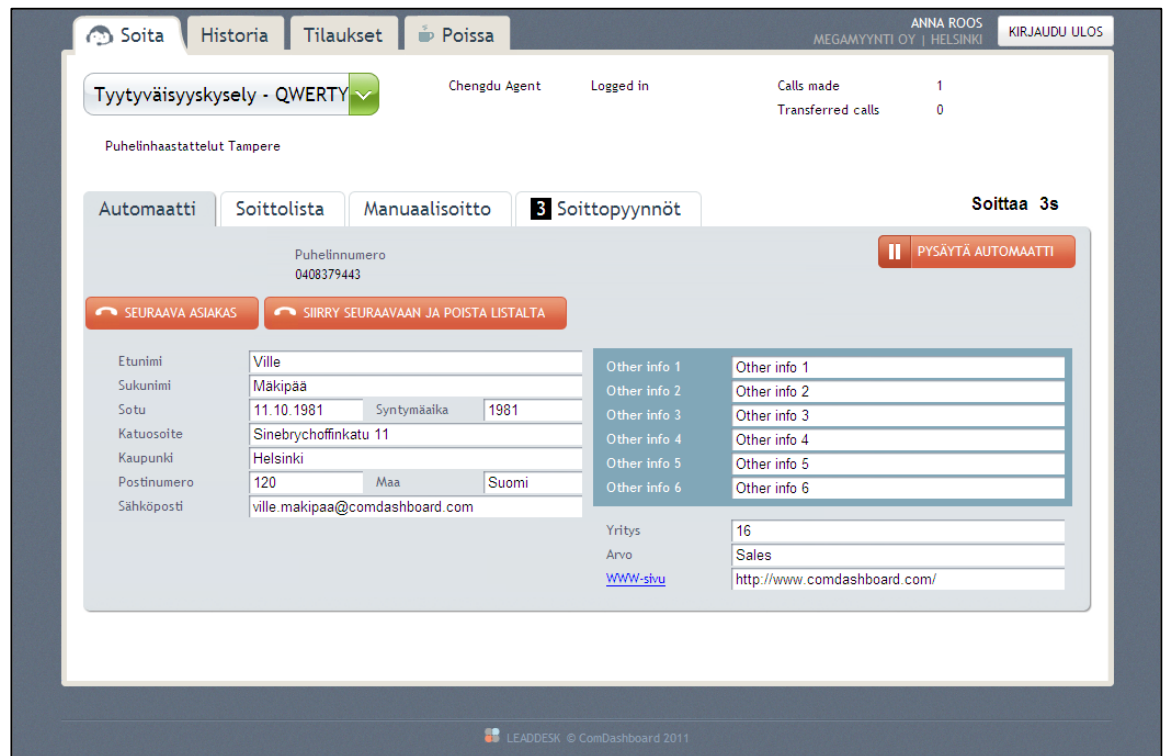 Soita Historia Tilaukset Poissa ANNA ROOS
MEGAMYYNTI OY | HELSINKI KIRJAUDU ULOS
Tyytyväisyyskysely - QWERTY Chengdu Agent Logged in Calls made 1
Transferred calls 0
Puhelinhaastattelut Tampere
Automaatti Soittolista Manuaalisoitto 3 Soittopyynnöt Soittaa 3s
Puhelinnumero PYSÄYTÄ AUTOMAATTI
0408379443
SEURAAVA ASIAKAS SIIRRY SEURAAVAAN JA POISTA LISTALTA
Etunimi Ville Other info 1 Other info 1
Sukunimi Mäkipää Other info 2 Other info 2
Sotu 11.10.1981 Syntymäaika 1981 Other info 3 Other info 3
Katuosoite Sinebrychoffinkatu 11 Other info 4 Other info 4
Kaupunki Helsinki Other info 5 Other info 5
Postinumero 120 Maa Suomi Other info 6 Other info 6
Sähköposti ville.makipaa@comdashboard.com
Yritys 16
Arvo Sales
WWW-sivu http://www.comdashboard.com/
LEADDESK © ComDashboard 2011